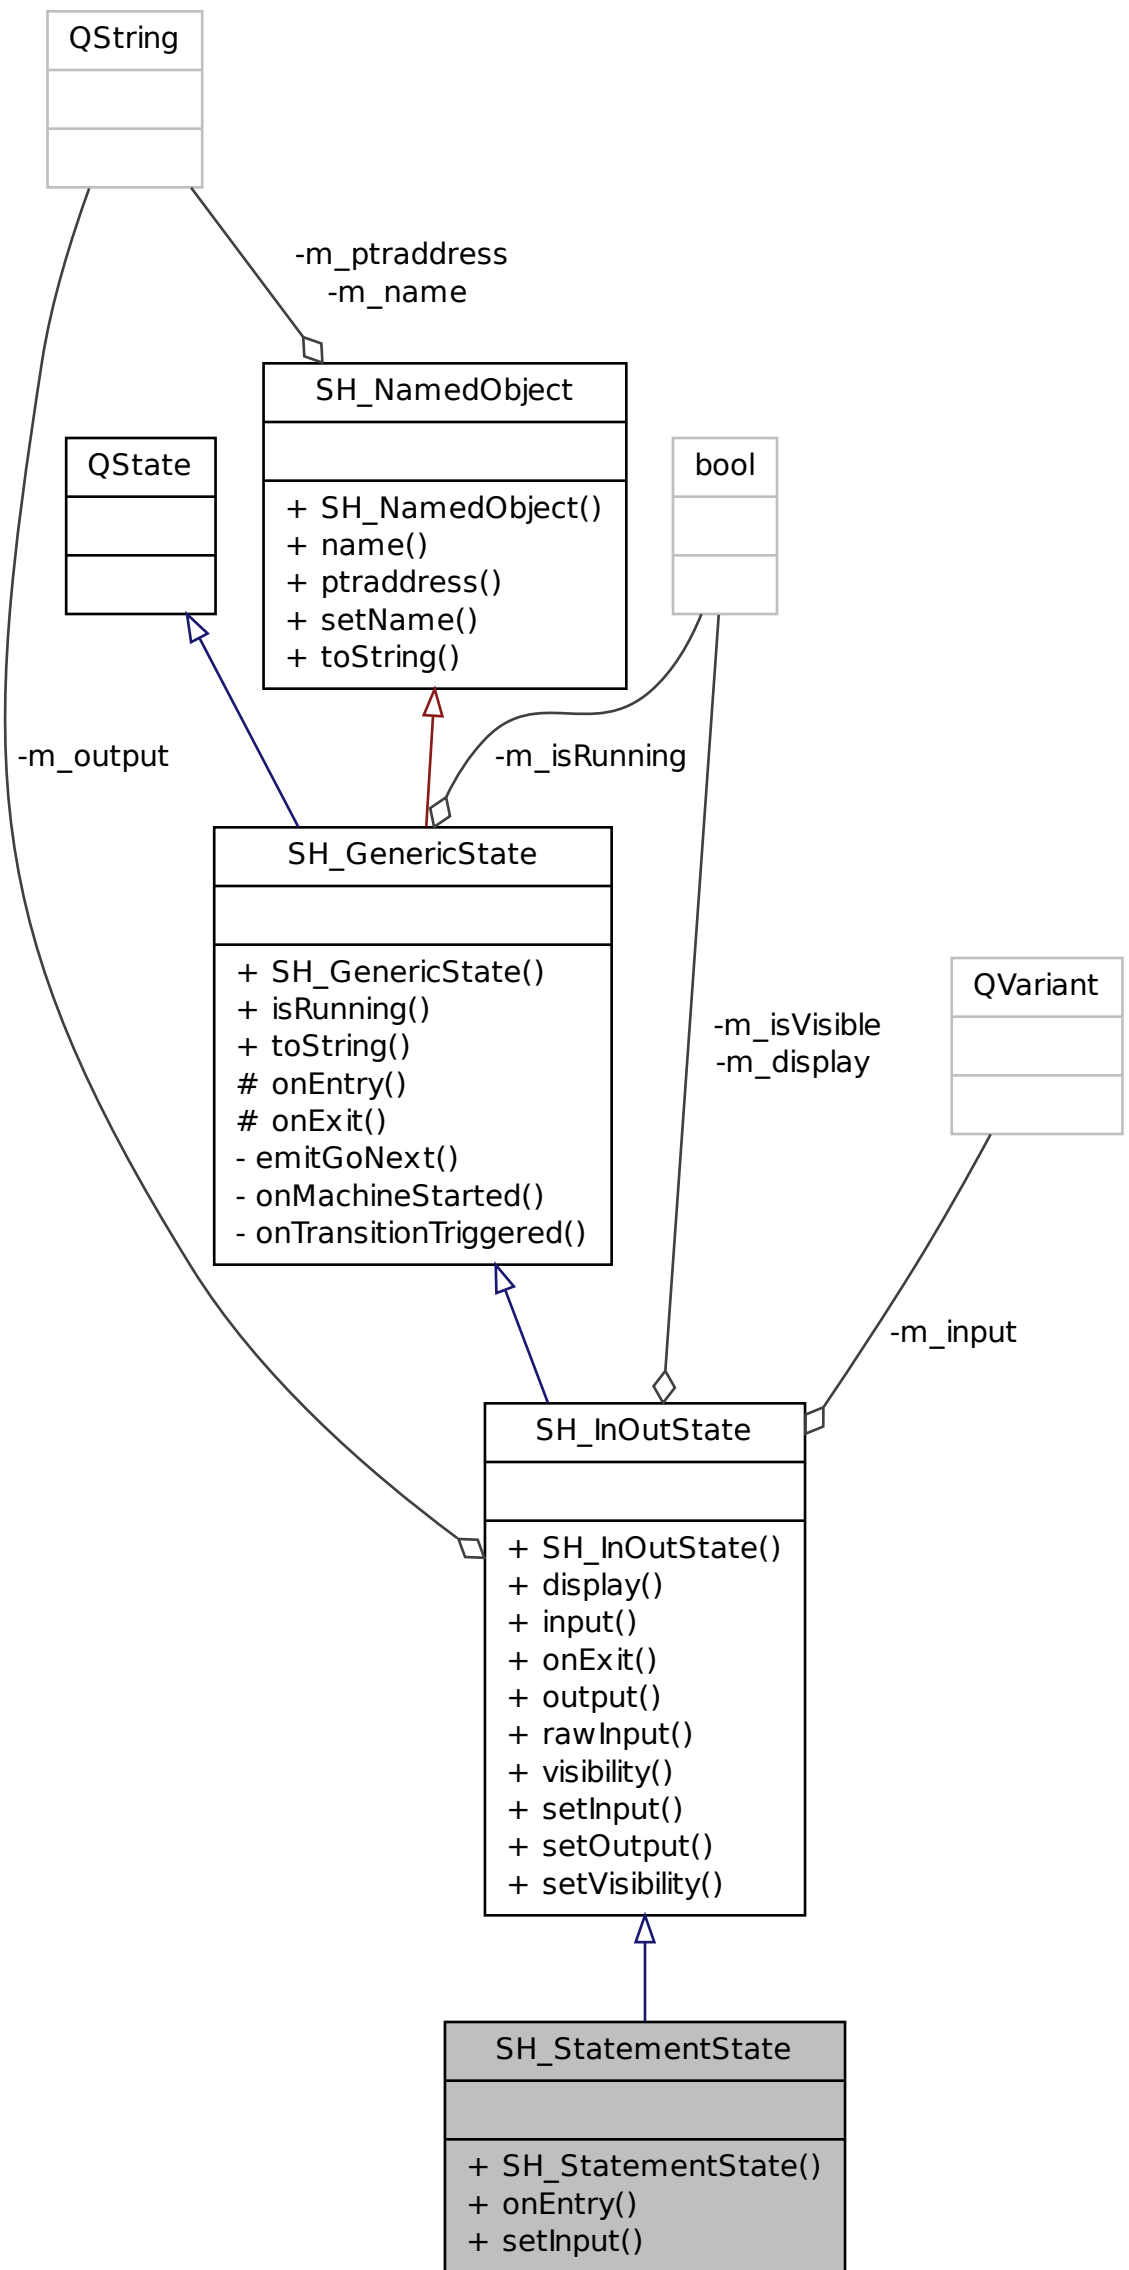 QString
-m_ptraddress
-m_name
SH_NamedObject
+ SH_NamedObject()
+ name()
+ ptraddress()
+ setName()
+ toString()
QState
bool
-m_output
-m_isRunning
SH_GenericState
+ SH_GenericState()
+ isRunning()
+ toString()
# onEntry()
# onExit()
- emitGoNext()
- onMachineStarted()
- onTransitionTriggered()
QVariant
-m_isVisible
-m_display
-m_input
SH_InOutState
+ SH_InOutState()
+ display()
+ input()
+ onExit()
+ output()
+ rawInput()
+ visibility()
+ setInput()
+ setOutput()
+ setVisibility()
SH_StatementState
+ SH_StatementState()
+ onEntry()
+ setInput()